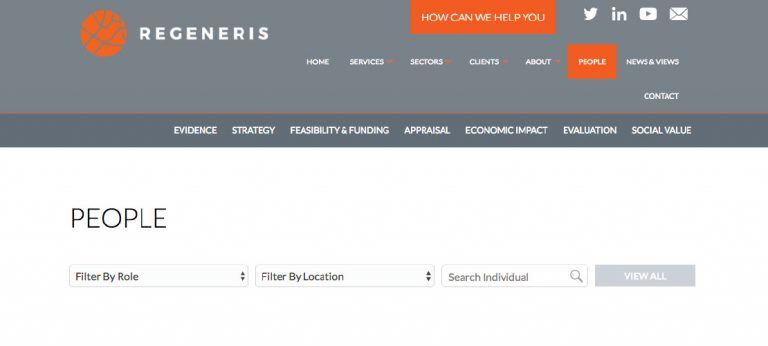 HOW CAN WE HELP YOU
REGENERIS
HOME SERVICES SECTORS CLIENTS ABOUT PEOPLE NEWS & VIEWS
CONTACT
EVIDENCE STRATEGY FEASIBILITY & FUNDING APPRAISAL ECONOMIC IMPACT EVALUATION SOCIAL VALUE
PEOPLE
Filter By Role Filter By Location Search Individual VIEW ALL